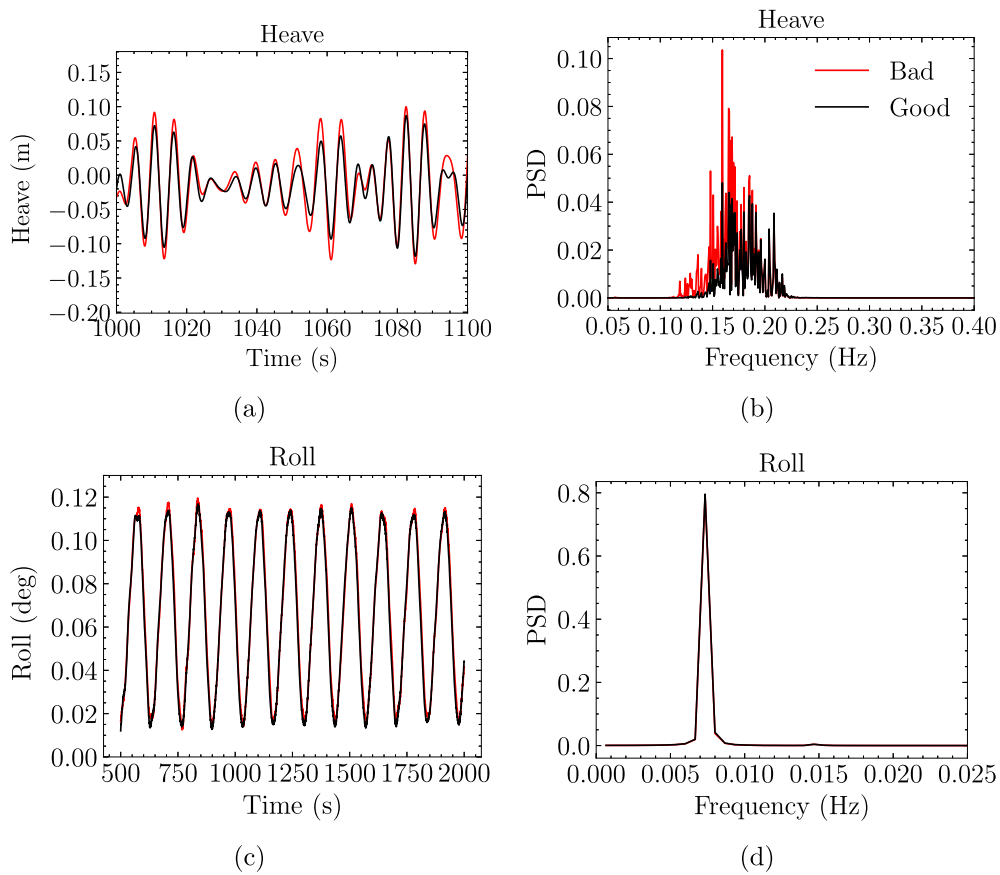 Heave
0.15
0.10
0.05
0.00
−0.05
−0.10
−0.15
−0.20
Heave (m)
1000 1020 1040 1060 1080 1100
Time (s)
(a)
Heave
0.10
0.08
0.06
0.04
0.02
0.00
PSD
Bad
Good
0.05 0.10 0.15 0.20 0.25 0.30 0.35 0.40
Frequency (Hz)
(b)
Roll
0.12
0.10
0.08
0.06
0.04
0.02
0.00
Roll (deg)
500 750 1000 1250 1500 1750 2000
Time (s)
(c)
Roll
0.8
0.6
0.4
0.2
0.0
PSD
0.000 0.005 0.010 0.015 0.020 0.025
Frequency (Hz)
(d)